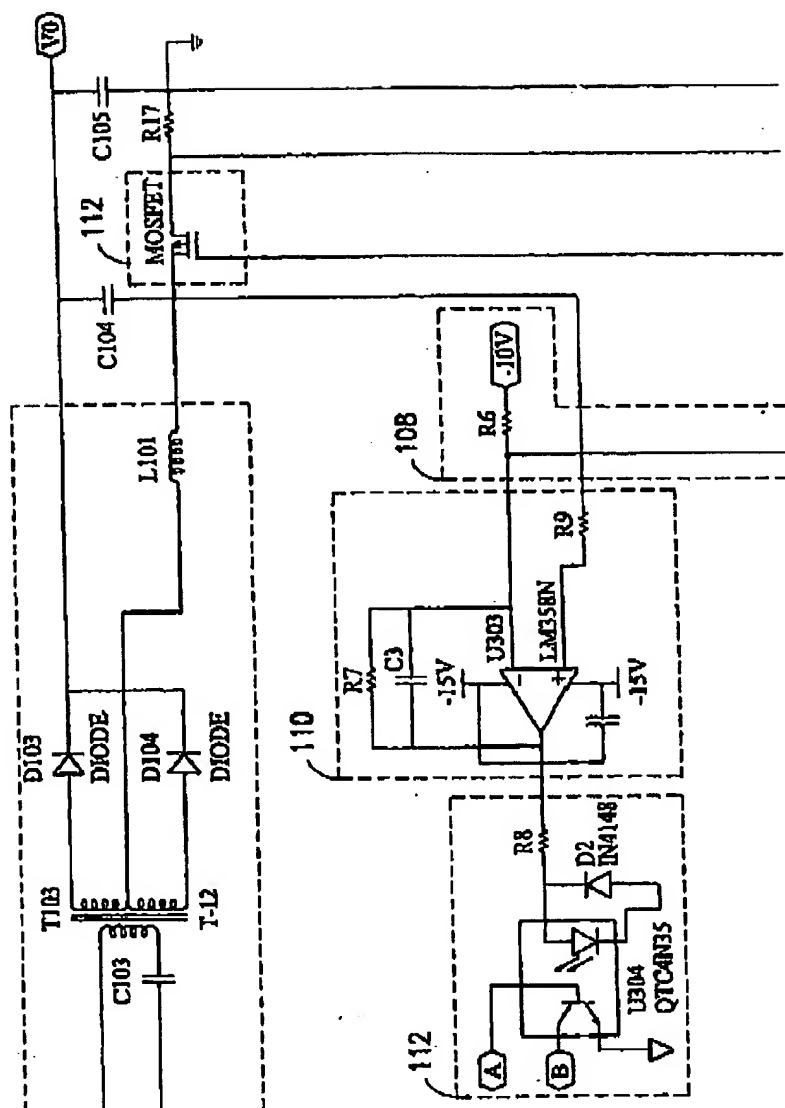 V0
C105
R17
112
MOSFET
C104
L101
-10V
R6
108
R9
D103
DIODE
D104
DIODE
T103
T-12
C103
R7
C3
U303
LM358N
-15V
-15V
-
+
110
R8
D2
IN4148
U304
QTC4N35
A
B
112